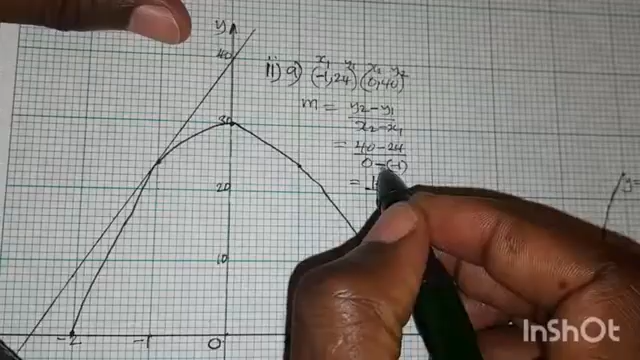 y
40
30
20
10
-2
-1
0
x₁ y₁ x₂ y₂
ii) a) (-1,24)(0,40)
m = y₂-y₁
x₂-x₁
= 40-24
0-(-1)
= 1
y=
InShOt